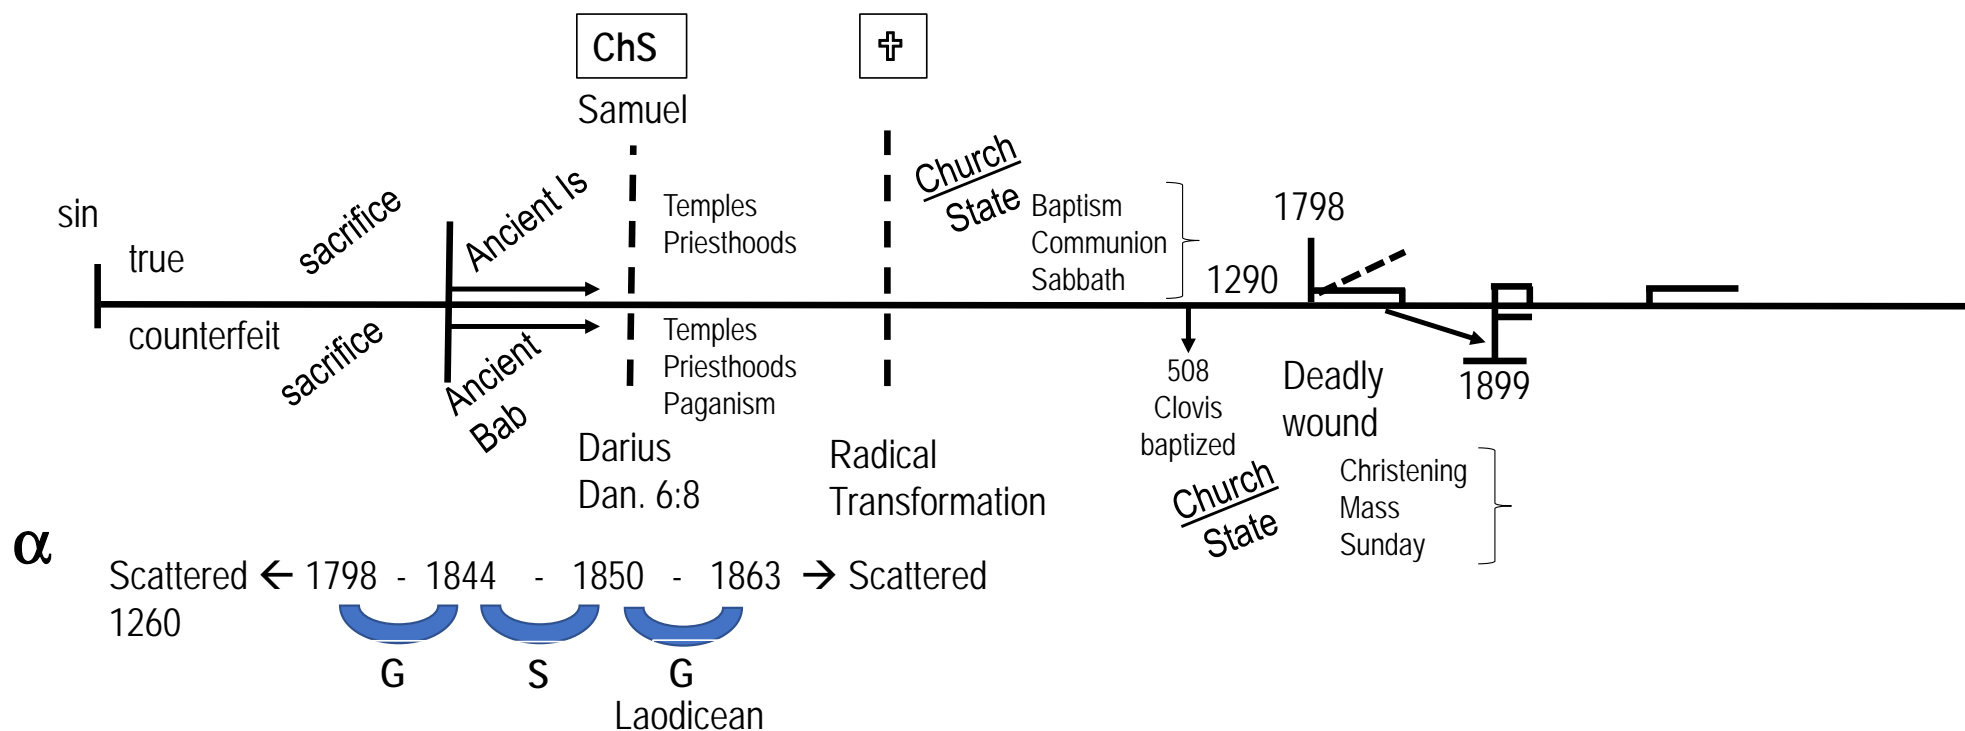 ChS
✞
Samuel
sin
true
counterfeit
sacrifice
sacrifice
Ancient Is
Ancient
Bab
Temples
Priesthoods
Temples
Priesthoods
Paganism
Darius
Dan. 6:8
Radical
Transformation
Church
State
Baptism
Communion
Sabbath
1290
1798
508
Clovis
baptized
Deadly
wound
1899
Church
State
Christening
Mass
Sunday
α
Scattered ← 1798 - 1844 - 1850 - 1863 → Scattered
1260
G S G
Laodicean